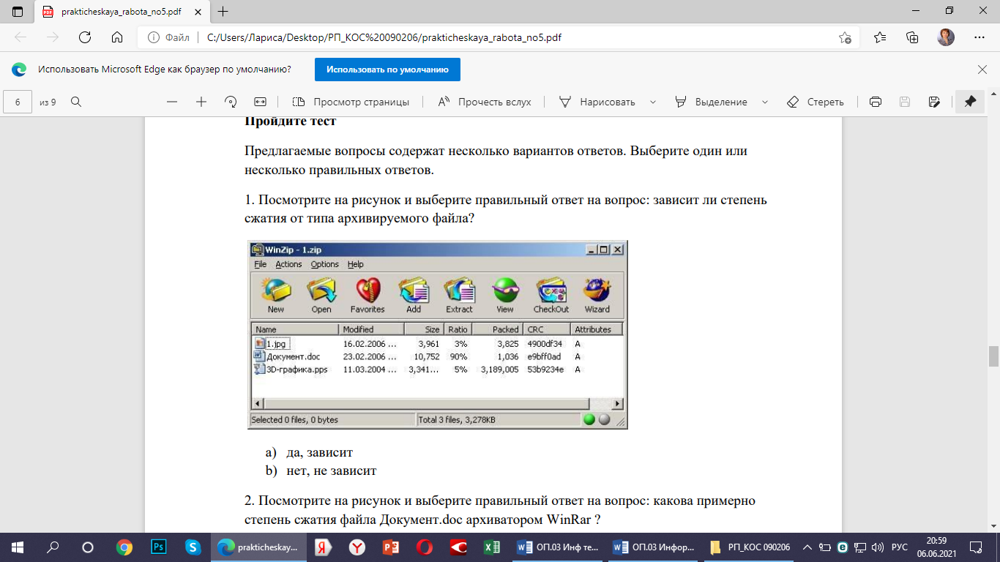 prakticheskaya_rabota_no5.pdf
Файл C:/Users/Лариса/Desktop/РП_КОС%20090206/prakticheskaya_rabota_no5.pdf
Использовать Microsoft Edge как браузер по умолчанию? Использовать по умолчанию
6 из 9 Просмотр страницы Прочесть вслух Нарисовать Выделение Стереть
Пройдите тест
Предлагаемые вопросы содержат несколько вариантов ответов. Выберите один или
несколько правильных ответов.
1. Посмотрите на рисунок и выберите правильный ответ на вопрос: зависит ли степень
сжатия от типа архивируемого файла?
WinZip - 1.zip
File Actions Options Help
New Open Favorites Add Extract View CheckOut Wizard
Name Modified Size Ratio Packed CRC Attributes
1.jpg 16.02.2006 ... 3,961 3% 3,825 4900df34 A
Документ.doc 23.02.2006 ... 10,752 90% 1,036 e9bff0ad A
3D-графика.pps 11.03.2004 ... 3,341... 5% 3,189,005 53b9234e A
Selected 0 files, 0 bytes Total 3 files, 3,278KB
a) да, зависит
b) нет, не зависит
2. Посмотрите на рисунок и выберите правильный ответ на вопрос: какова примерно
степень сжатия файла Документ.doc архиватором WinRar ?
prakticheskay... ОП.03 Инф те... ОП.03 Инфор... РП_КОС 090206 РУС 20:59
06.06.2021